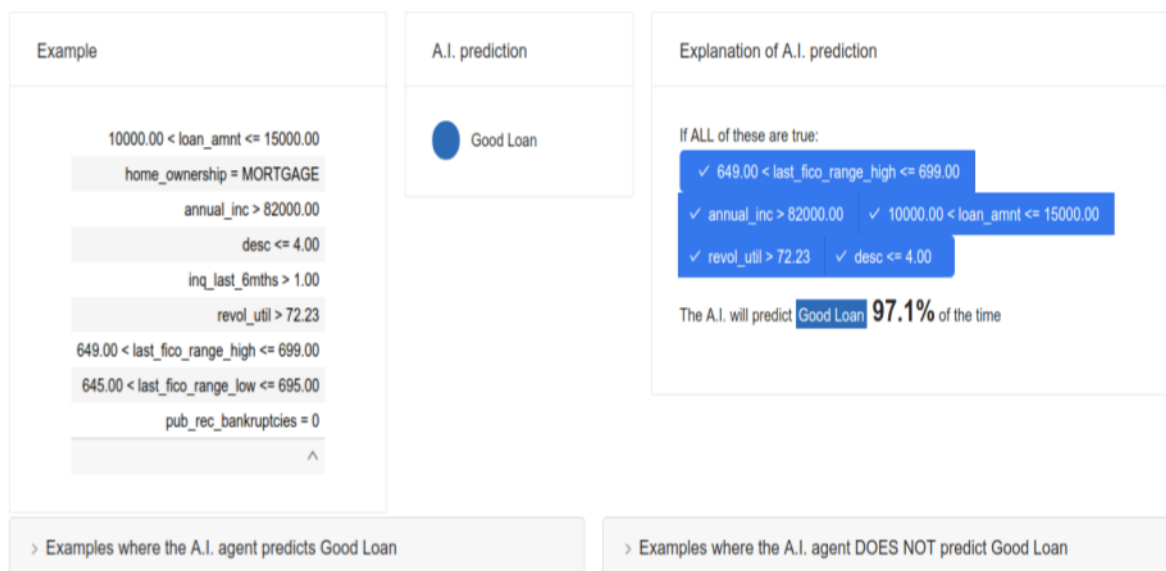 Example
10000.00 < loan_amnt <= 15000.00
home_ownership = MORTGAGE
annual_inc > 82000.00
desc <= 4.00
inq_last_6mths > 1.00
revol_util > 72.23
649.00 < last_fico_range_high <= 699.00
645.00 < last_fico_range_low <= 695.00
pub_rec_bankruptcies = 0
A.I. prediction
Good Loan
Explanation of A.I. prediction
If ALL of these are true:
✓ 649.00 < last_fico_range_high <= 699.00
✓ annual_inc > 82000.00 ✓ 10000.00 < loan_amnt <= 15000.00
✓ revol_util > 72.23 ✓ desc <= 4.00
The A.I. will predict Good Loan 97.1% of the time
> Examples where the A.I. agent predicts Good Loan
> Examples where the A.I. agent DOES NOT predict Good Loan